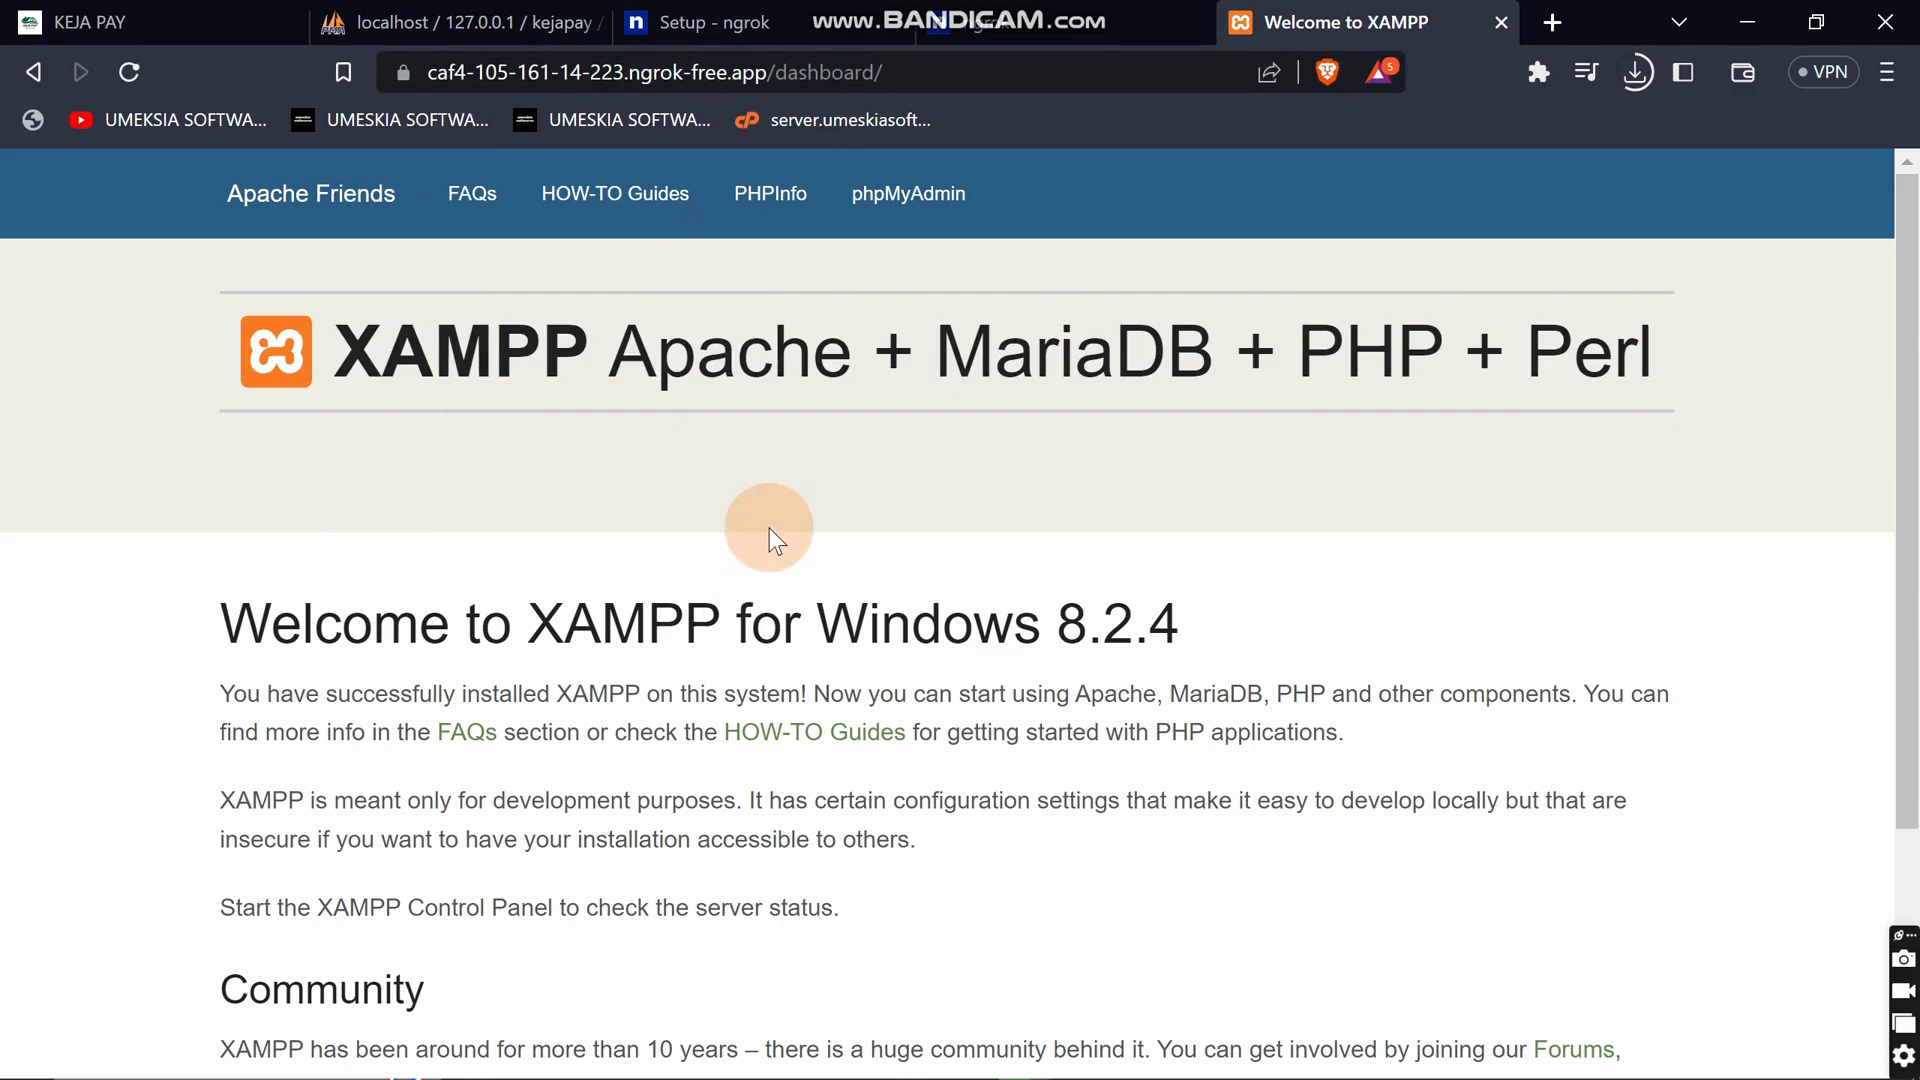 KEJA PAY
localhost / 127.0.0.1 / kejapay /
Setup - ngrok
www.BANDICAM.com
Welcome to XAMPP
caf4-105-161-14-223.ngrok-free.app/dashboard/
5
VPN
UMEKSIA SOFTWA...
UMESKIA SOFTWA...
UMESKIA SOFTWA...
server.umeskiasoft...
Apache Friends
FAQs
HOW-TO Guides
PHPInfo
phpMyAdmin
XAMPP Apache + MariaDB + PHP + Perl
Welcome to XAMPP for Windows 8.2.4
You have successfully installed XAMPP on this system! Now you can start using Apache, MariaDB, PHP and other components. You can
find more info in the FAQs section or check the HOW-TO Guides for getting started with PHP applications.
XAMPP is meant only for development purposes. It has certain configuration settings that make it easy to develop locally but that are
insecure if you want to have your installation accessible to others.
Start the XAMPP Control Panel to check the server status.
Community
XAMPP has been around for more than 10 years – there is a huge community behind it. You can get involved by joining our Forums,